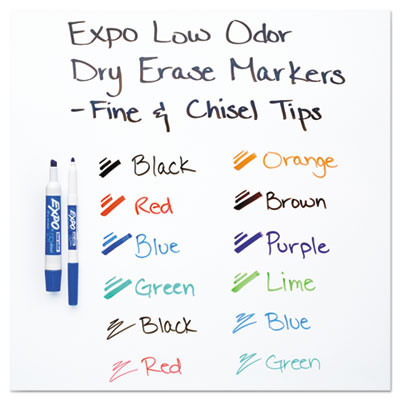 Expo Low Odor
Dry Erase Markers
- Fine & Chisel Tips
Black
Red
Blue
Green
Black
Red
Orange
Brown
Purple
Lime
Blue
Green
EXPO
EXPO